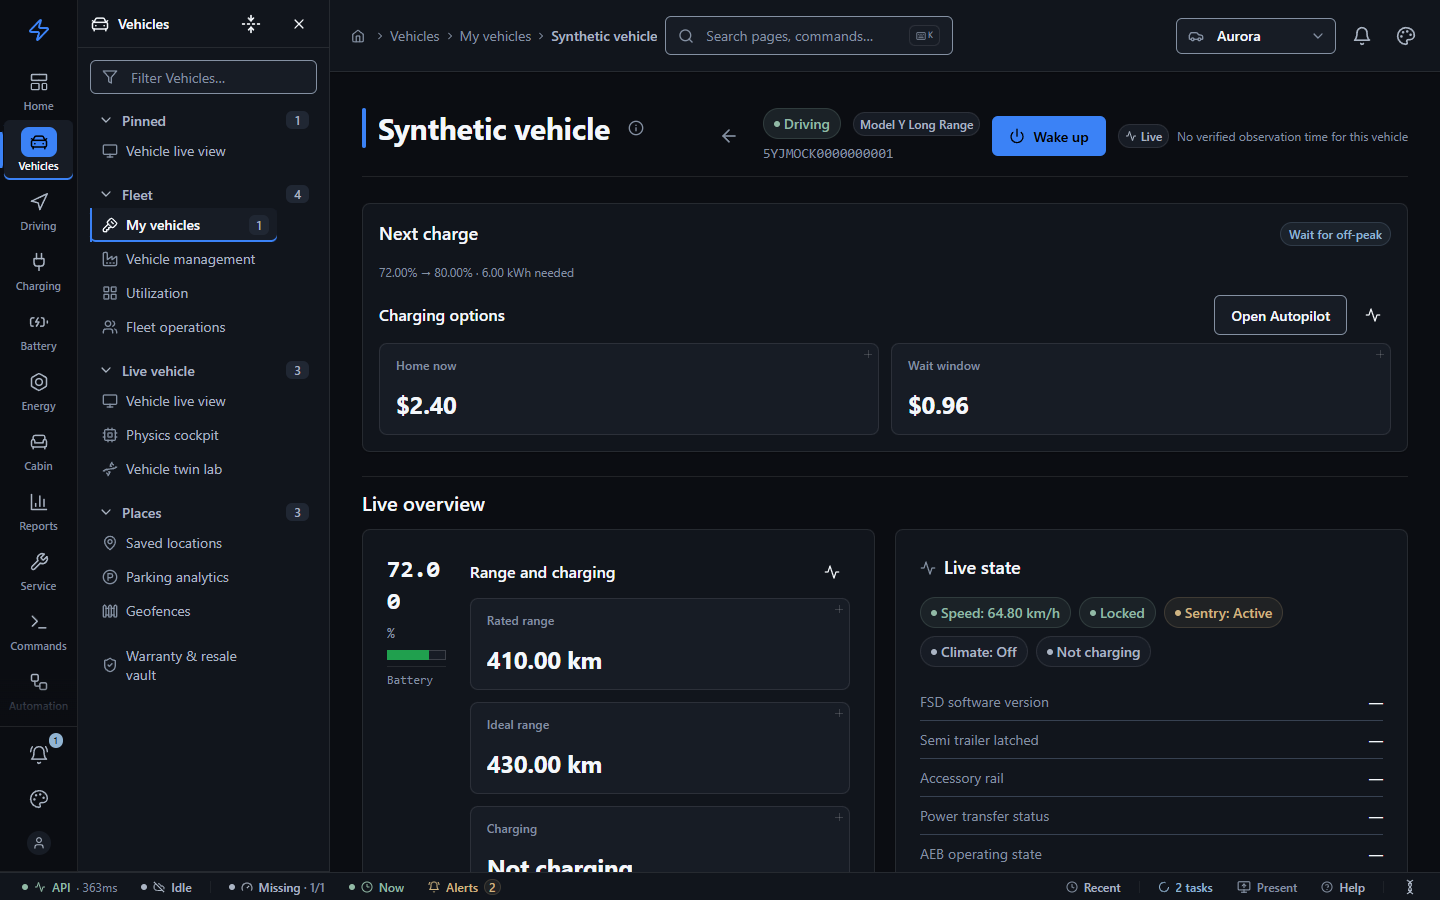 Vehicles
Vehicles
My vehicles
Synthetic vehicle
Search pages, commands...
K
Aurora
Home
Vehicles
Driving
Charging
Battery
Energy
Cabin
Reports
Service
Commands
Automation
1
Filter Vehicles...
Pinned
1
Vehicle live view
Fleet
4
My vehicles
1
Vehicle management
Utilization
Fleet operations
Live vehicle
3
Vehicle live view
Physics cockpit
Vehicle twin lab
Places
3
Saved locations
Parking analytics
Geofences
Warranty & resale
vault
Synthetic vehicle
Driving
Model Y Long Range
5YJMOCK0000000001
Wake up
Live
No verified observation time for this vehicle
Next charge
Wait for off-peak
72.00% → 80.00% · 6.00 kWh needed
Charging options
Open Autopilot
Home now
$2.40
Wait window
$0.96
Live overview
72.0
0
%
Battery
Range and charging
Rated range
410.00 km
Ideal range
430.00 km
Charging
Not charging
Live state
Speed: 64.80 km/h
Locked
Sentry: Active
Climate: Off
Not charging
FSD software version —
Semi trailer latched —
Accessory rail —
Power transfer status —
AEB operating state —
API · 363ms
Idle
Missing · 1/1
Now
Alerts 2
Recent
2 tasks
Present
Help